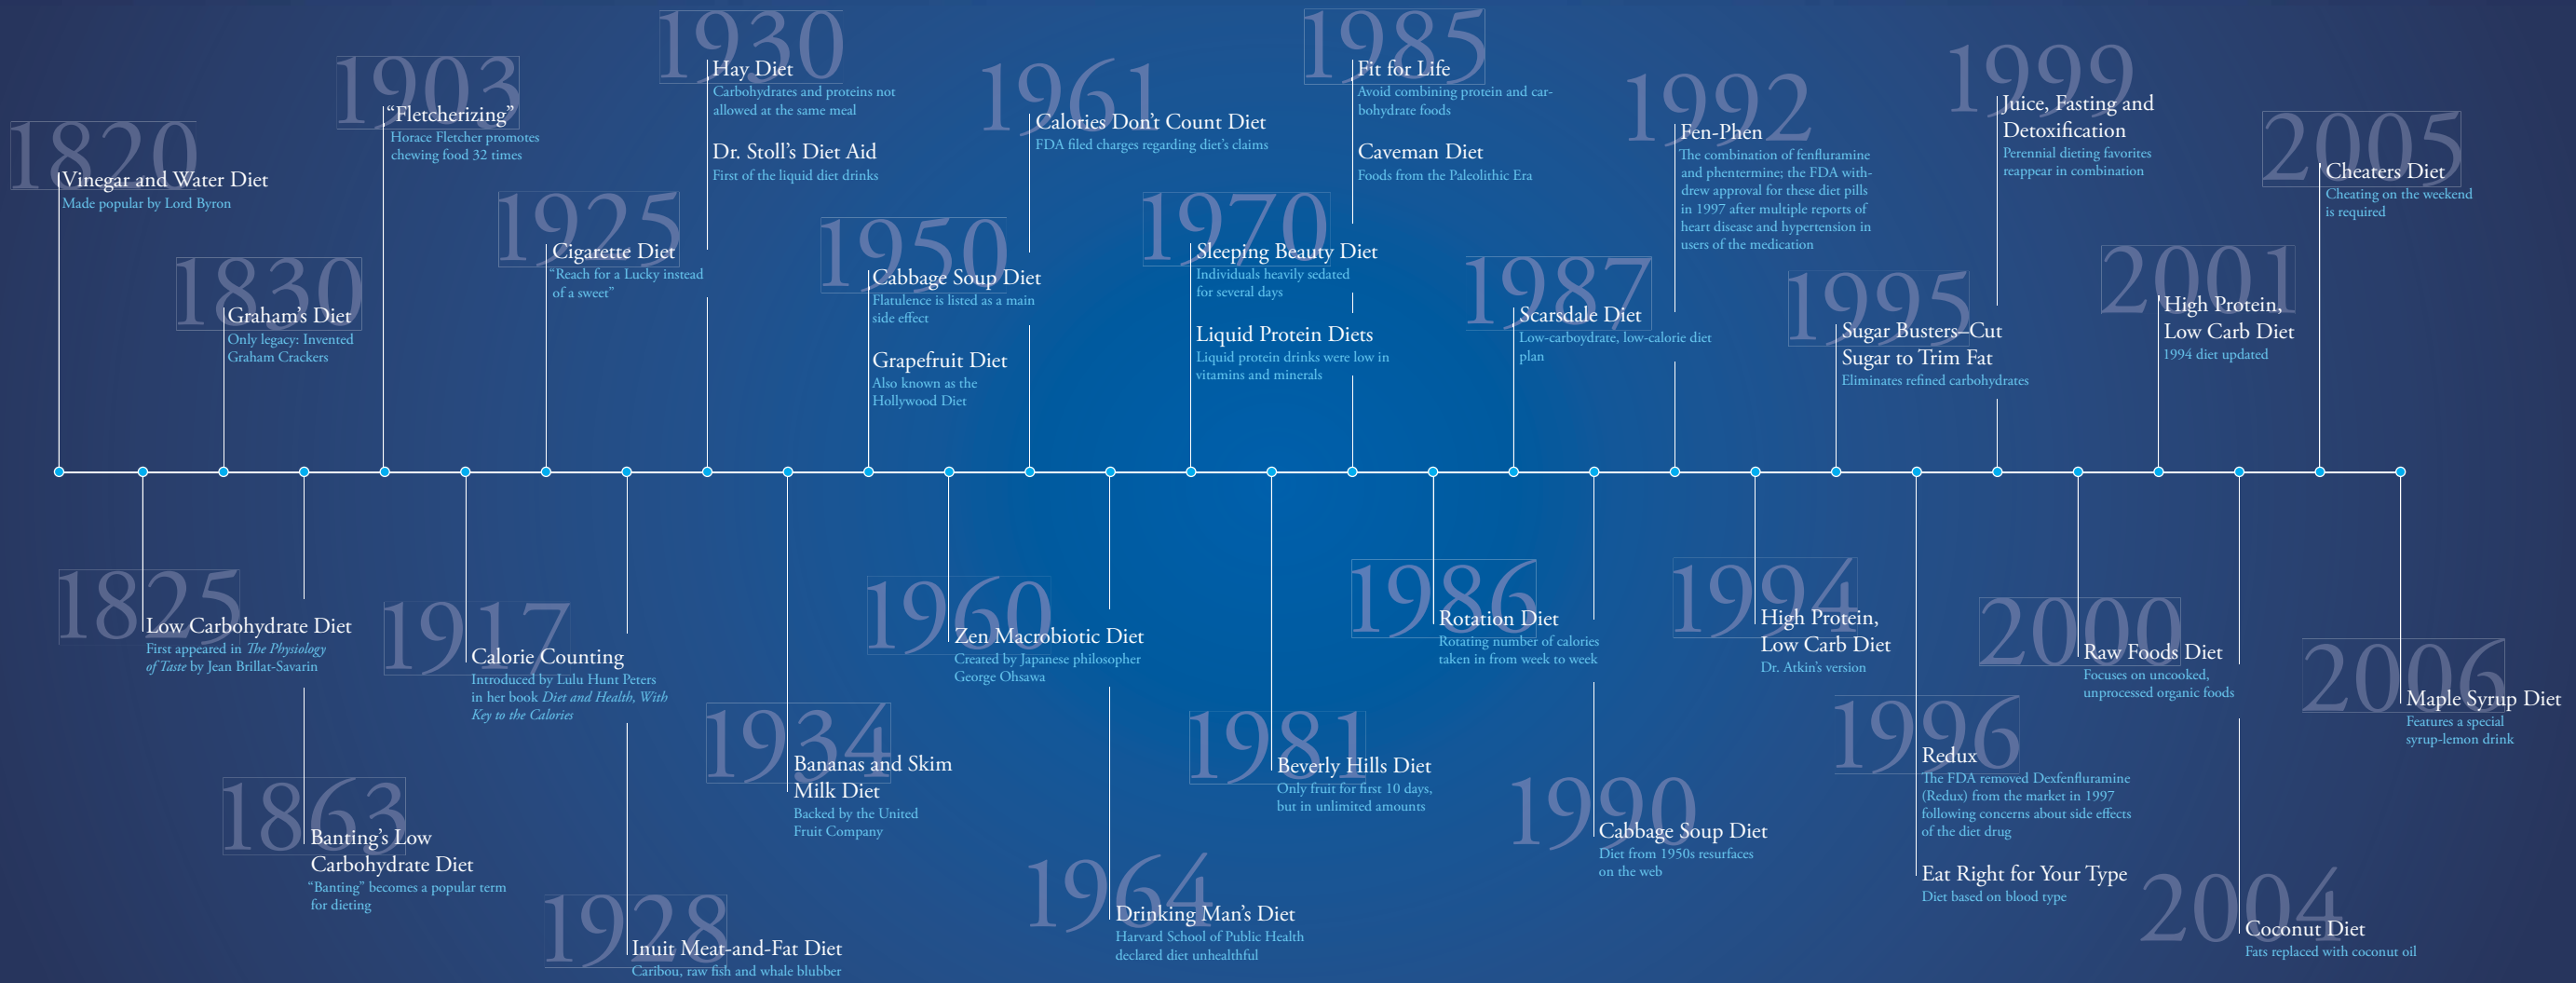 1820
Vinegar and Water Diet
Made popular by Lord Byron
1825
Low Carbohydrate Diet
First appeared in The Physiology
of Taste by Jean Brillat-Savarin
1830
Graham's Diet
Only legacy: Invented
Graham Crackers
1863
Banting's Low
Carbohydrate Diet
“Banting” becomes a popular term
for dieting
1903
“Fletcherizing”
Horace Fletcher promotes
chewing food 32 times
1917
Calorie Counting
Introduced by Lulu Hunt Peters
in her book Diet and Health, With
Key to the Calories
1925
Cigarette Diet
“Reach for a Lucky instead
of a sweet”
1928
Inuit Meat-and-Fat Diet
Caribou, raw fish and whale blubber
1930
Hay Diet
Carbohydrates and proteins not
allowed at the same meal
Dr. Stoll's Diet Aid
First of the liquid diet drinks
1934
Bananas and Skim
Milk Diet
Backed by the United
Fruit Company
1950
Cabbage Soup Diet
Flatulence is listed as a main
side effect
Grapefruit Diet
Also known as the
Hollywood Diet
1960
Zen Macrobiotic Diet
Created by Japanese philosopher
George Ohsawa
1961
Calories Don't Count Diet
FDA filed charges regarding diet's claims
1964
Drinking Man's Diet
Harvard School of Public Health
declared diet unhealthful
1970
Sleeping Beauty Diet
Individuals heavily sedated
for several days
Liquid Protein Diets
Liquid protein drinks were low in
vitamins and minerals
1981
Beverly Hills Diet
Only fruit for first 10 days,
but in unlimited amounts
1985
Fit for Life
Avoid combining protein and car-
bohydrate foods
Caveman Diet
Foods from the Paleolithic Era
1986
Rotation Diet
Rotating number of calories
taken in from week to week
1987
Scarsdale Diet
Low-carboydrate, low-calorie diet
plan
1990
Cabbage Soup Diet
Diet from 1950s resurfaces
on the web
1992
Fen-Phen
The combination of fenfluramine
and phentermine; the FDA with-
drew approval for these diet pills
in 1997 after multiple reports of
heart disease and hypertension in
users of the medication
1994
High Protein,
Low Carb Diet
Dr. Atkin's version
1995
Sugar Busters–Cut
Sugar to Trim Fat
Eliminates refined carbohydrates
1996
Redux
The FDA removed Dexfenfluramine
(Redux) from the market in 1997
following concerns about side effects
of the diet drug
Eat Right for Your Type
Diet based on blood type
1999
Juice, Fasting and
Detoxification
Perennial dieting favorites
reappear in combination
2000
Raw Foods Diet
Focuses on uncooked,
unprocessed organic foods
2001
High Protein,
Low Carb Diet
1994 diet updated
2004
Coconut Diet
Fats replaced with coconut oil
2005
Cheaters Diet
Cheating on the weekend
is required
2006
Maple Syrup Diet
Features a special
syrup-lemon drink